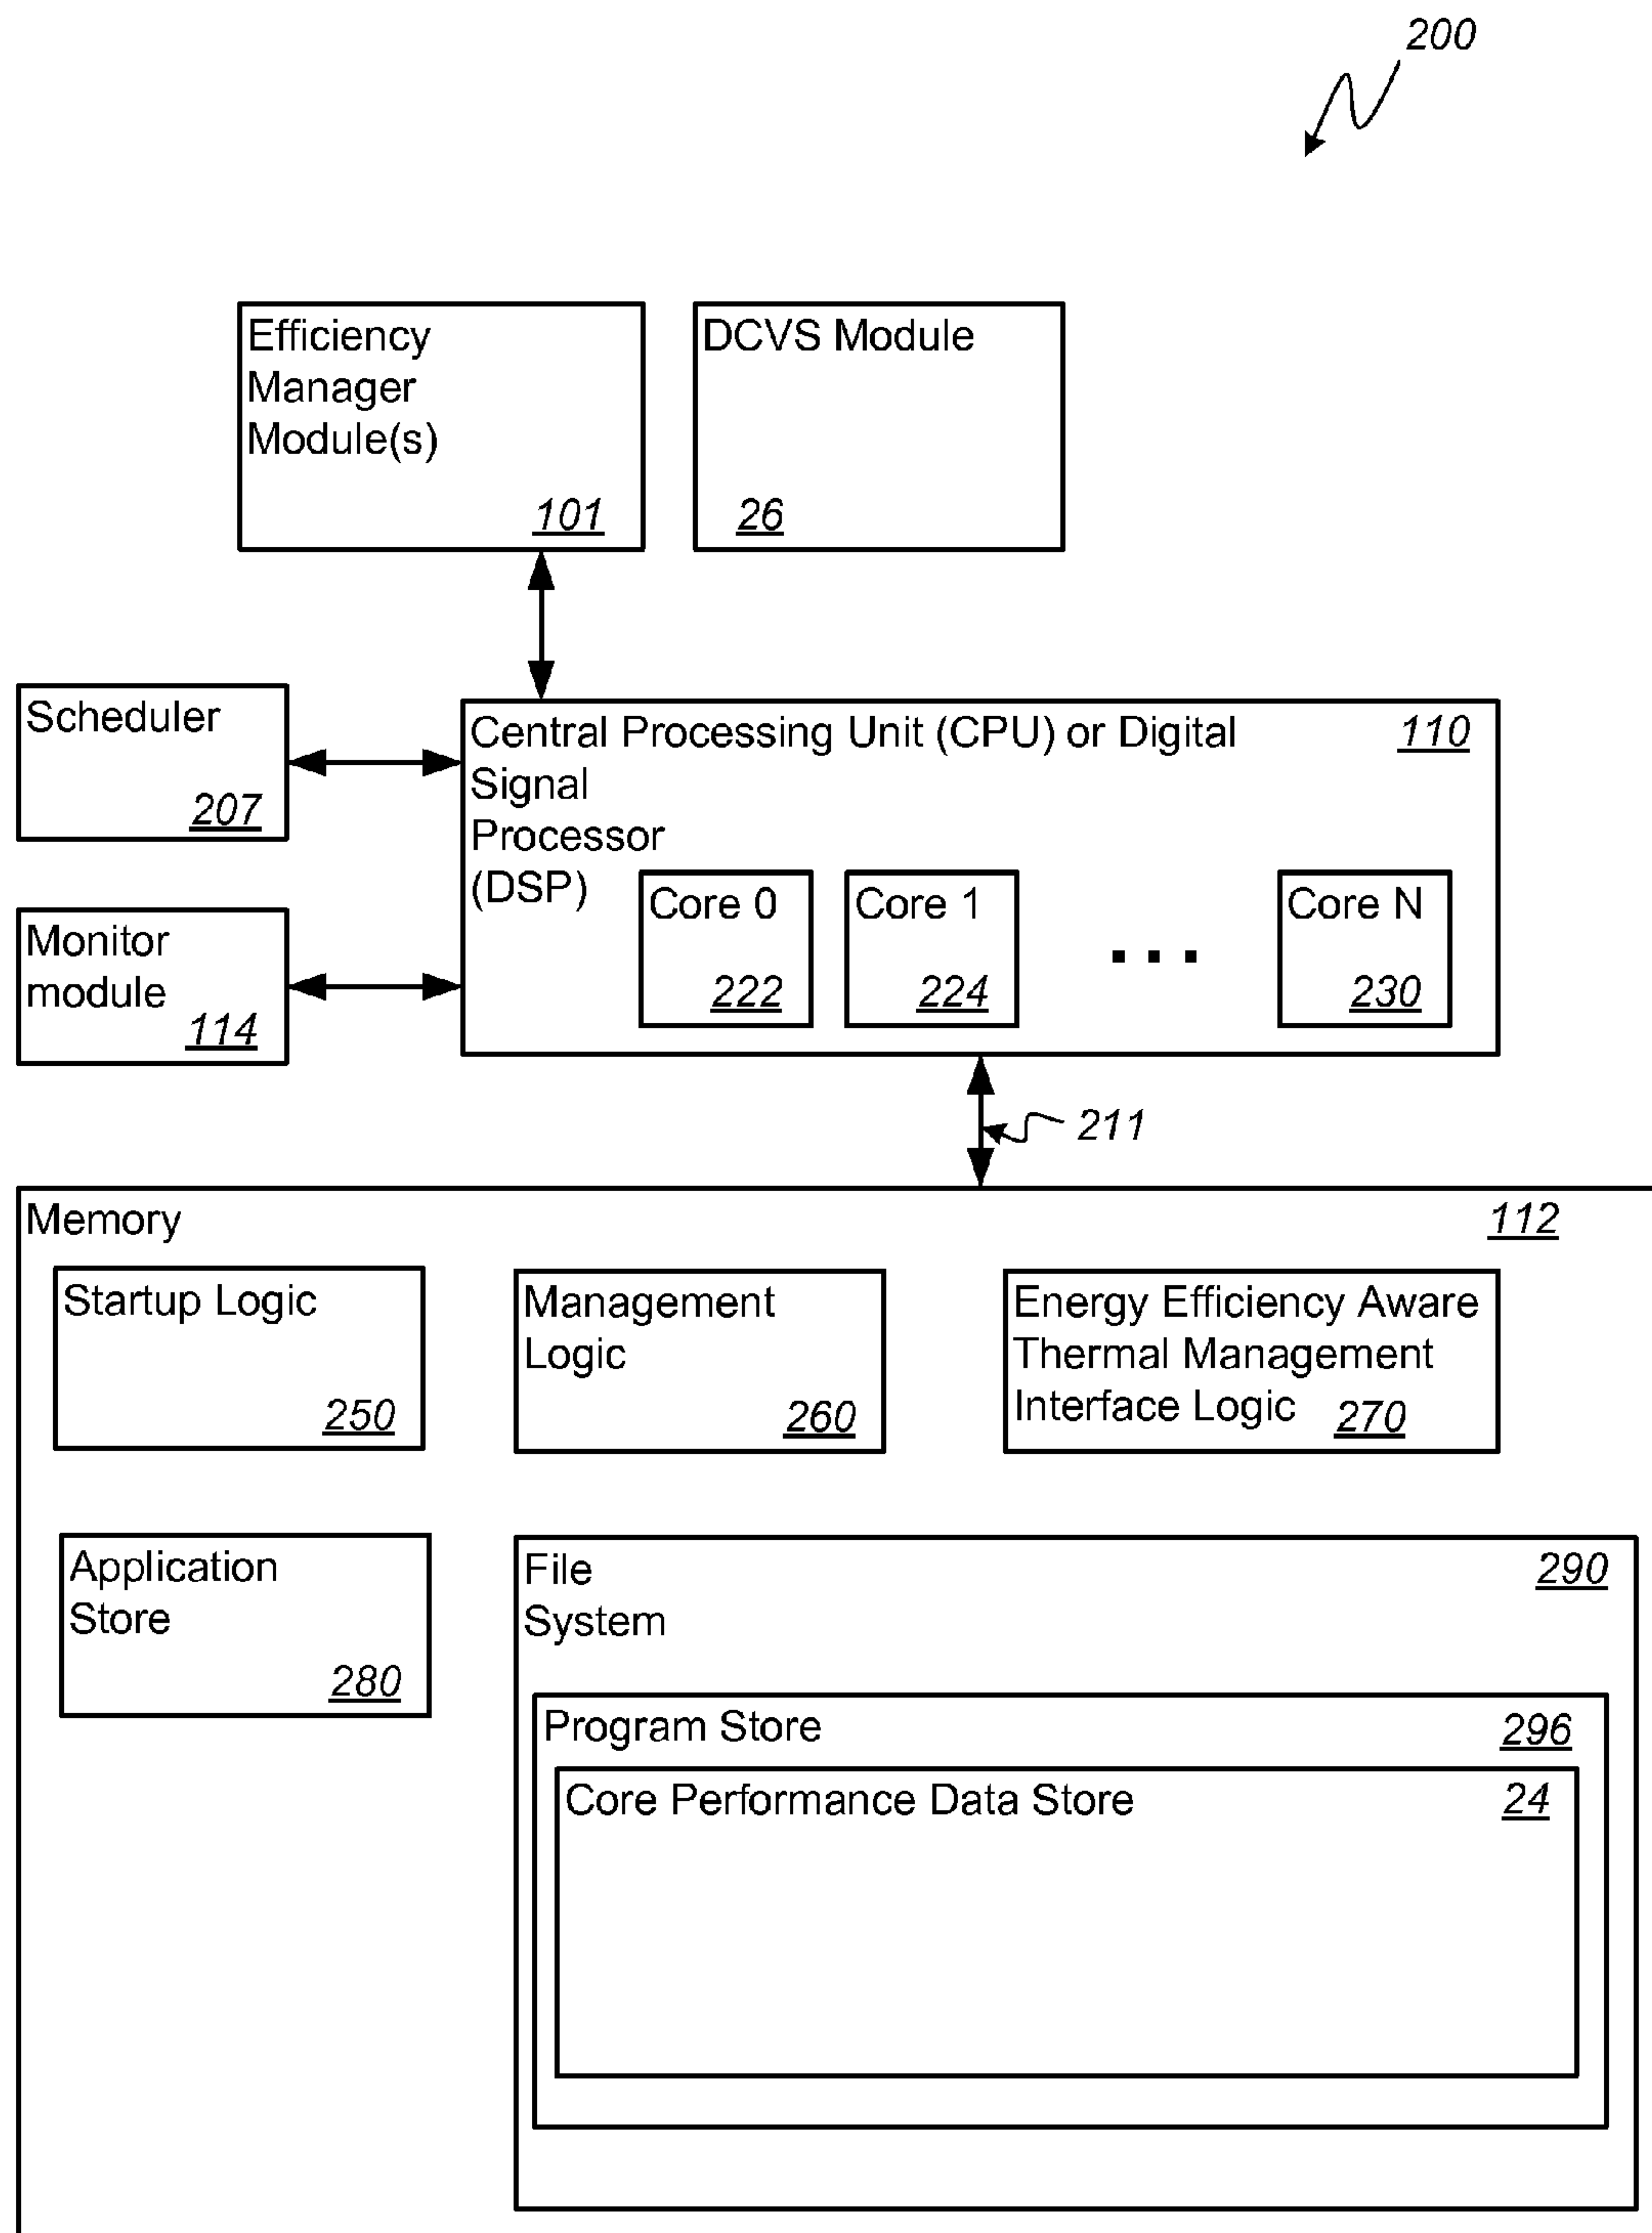 200
Efficiency
Manager
Module(s)
101
DCVS Module
26
Scheduler
207
Central Processing Unit (CPU) or Digital
Signal
Processor
(DSP)
110
Core 0
222
Core 1
224
...
Core N
230
Monitor
module
114
211
Memory
112
Startup Logic
250
Management
Logic
260
Energy Efficiency Aware
Thermal Management
Interface Logic 270
Application
Store
280
File
System
290
Program Store
296
Core Performance Data Store
24